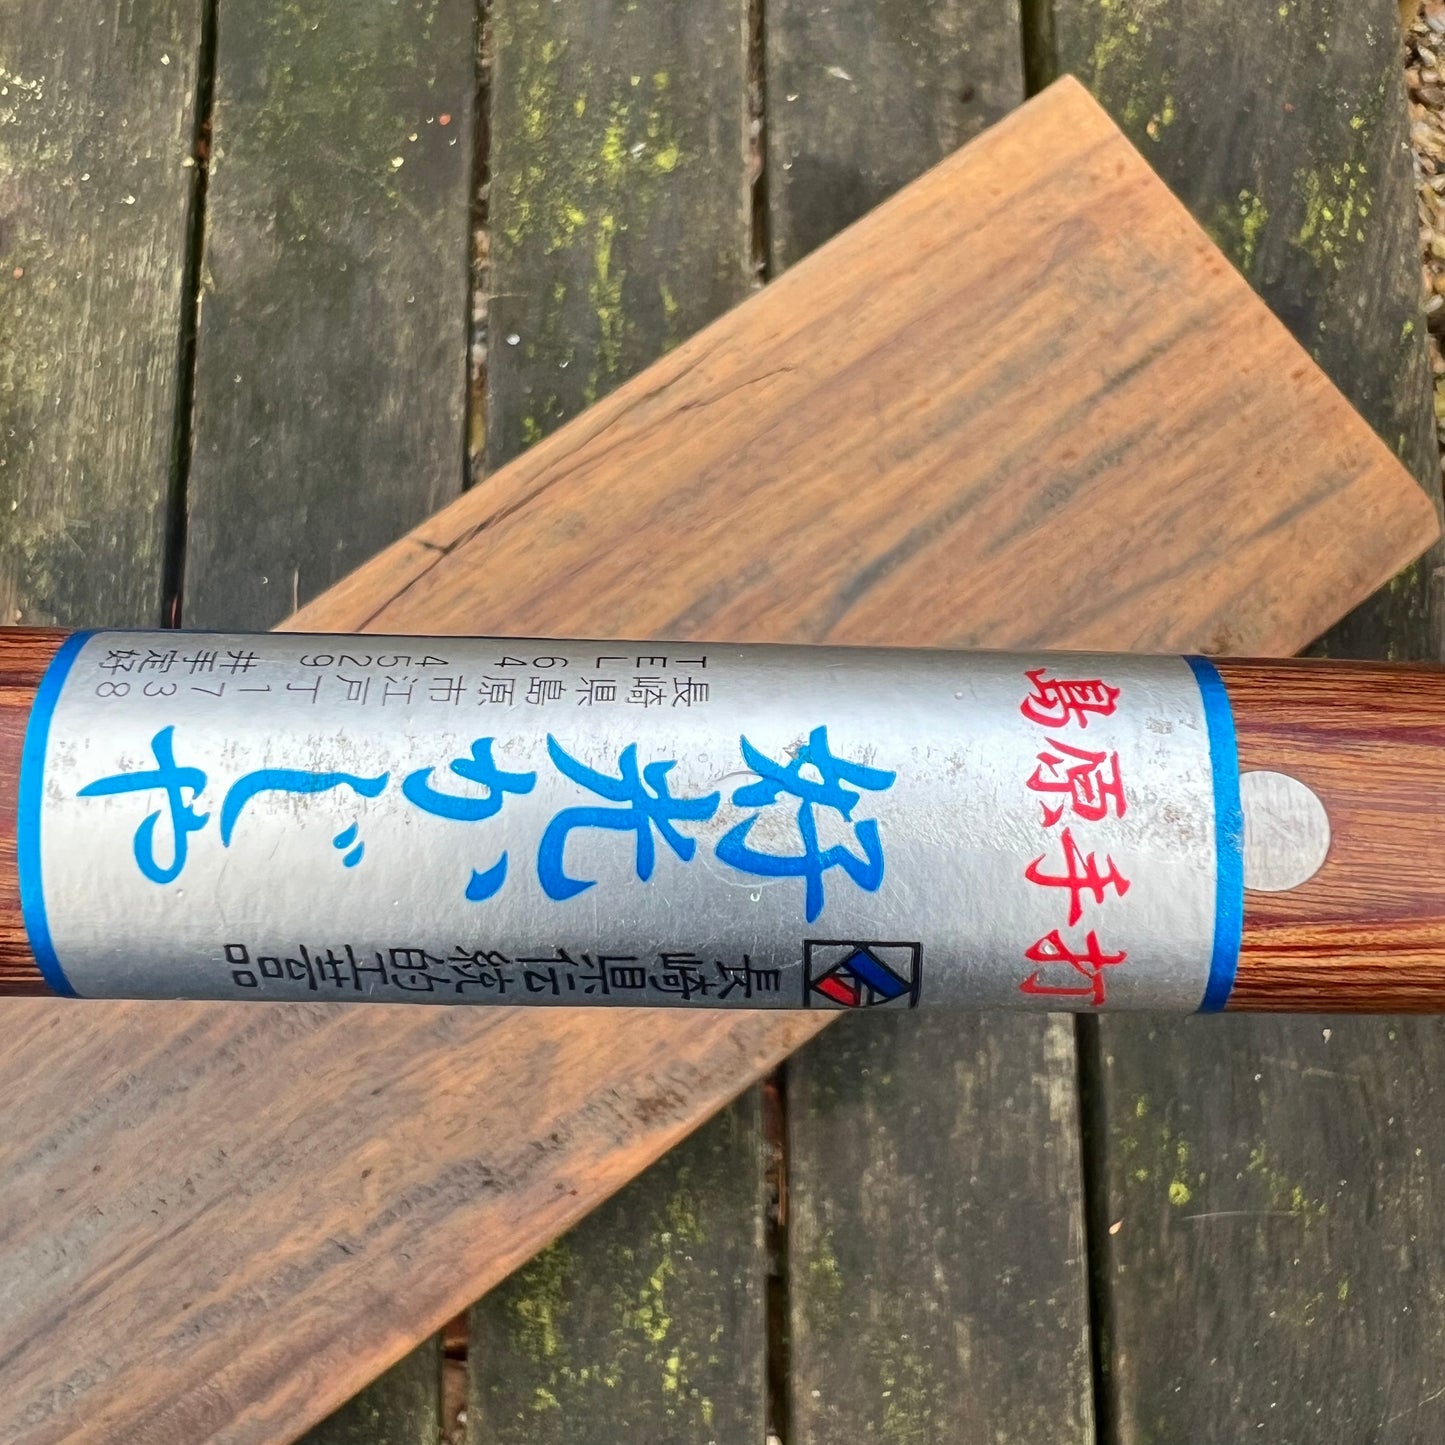 島原手打
長崎県伝統的工芸品
好光かじや
長崎県島原市江戸丁1738
TEL 64 4529 井手定好